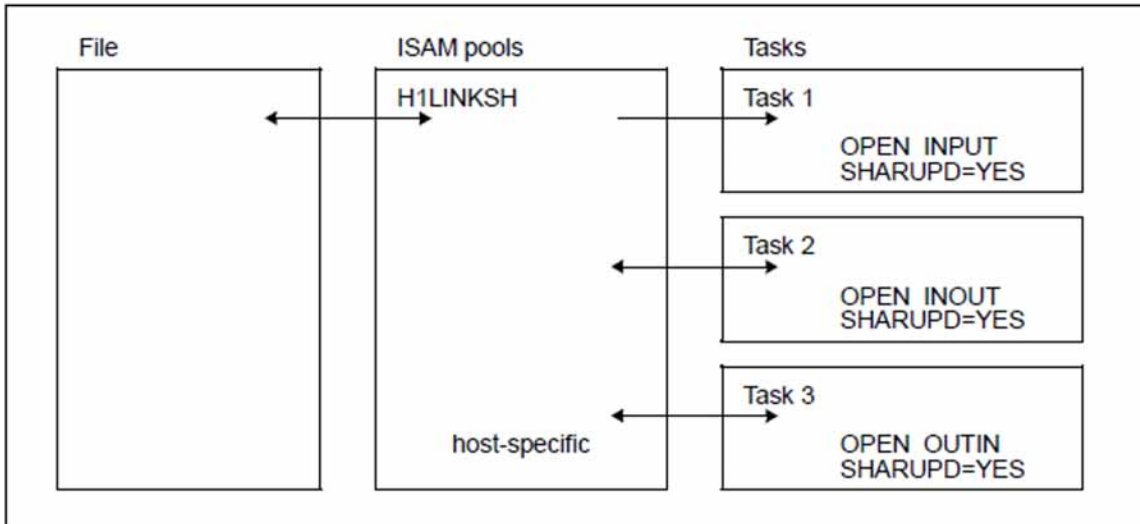 File
ISAM pools
Tasks
H1LINKSH
Task 1
OPEN INPUT
SHARUPD=YES
Task 2
OPEN INOUT
SHARUPD=YES
Task 3
host-specific
OPEN OUTIN
SHARUPD=YES